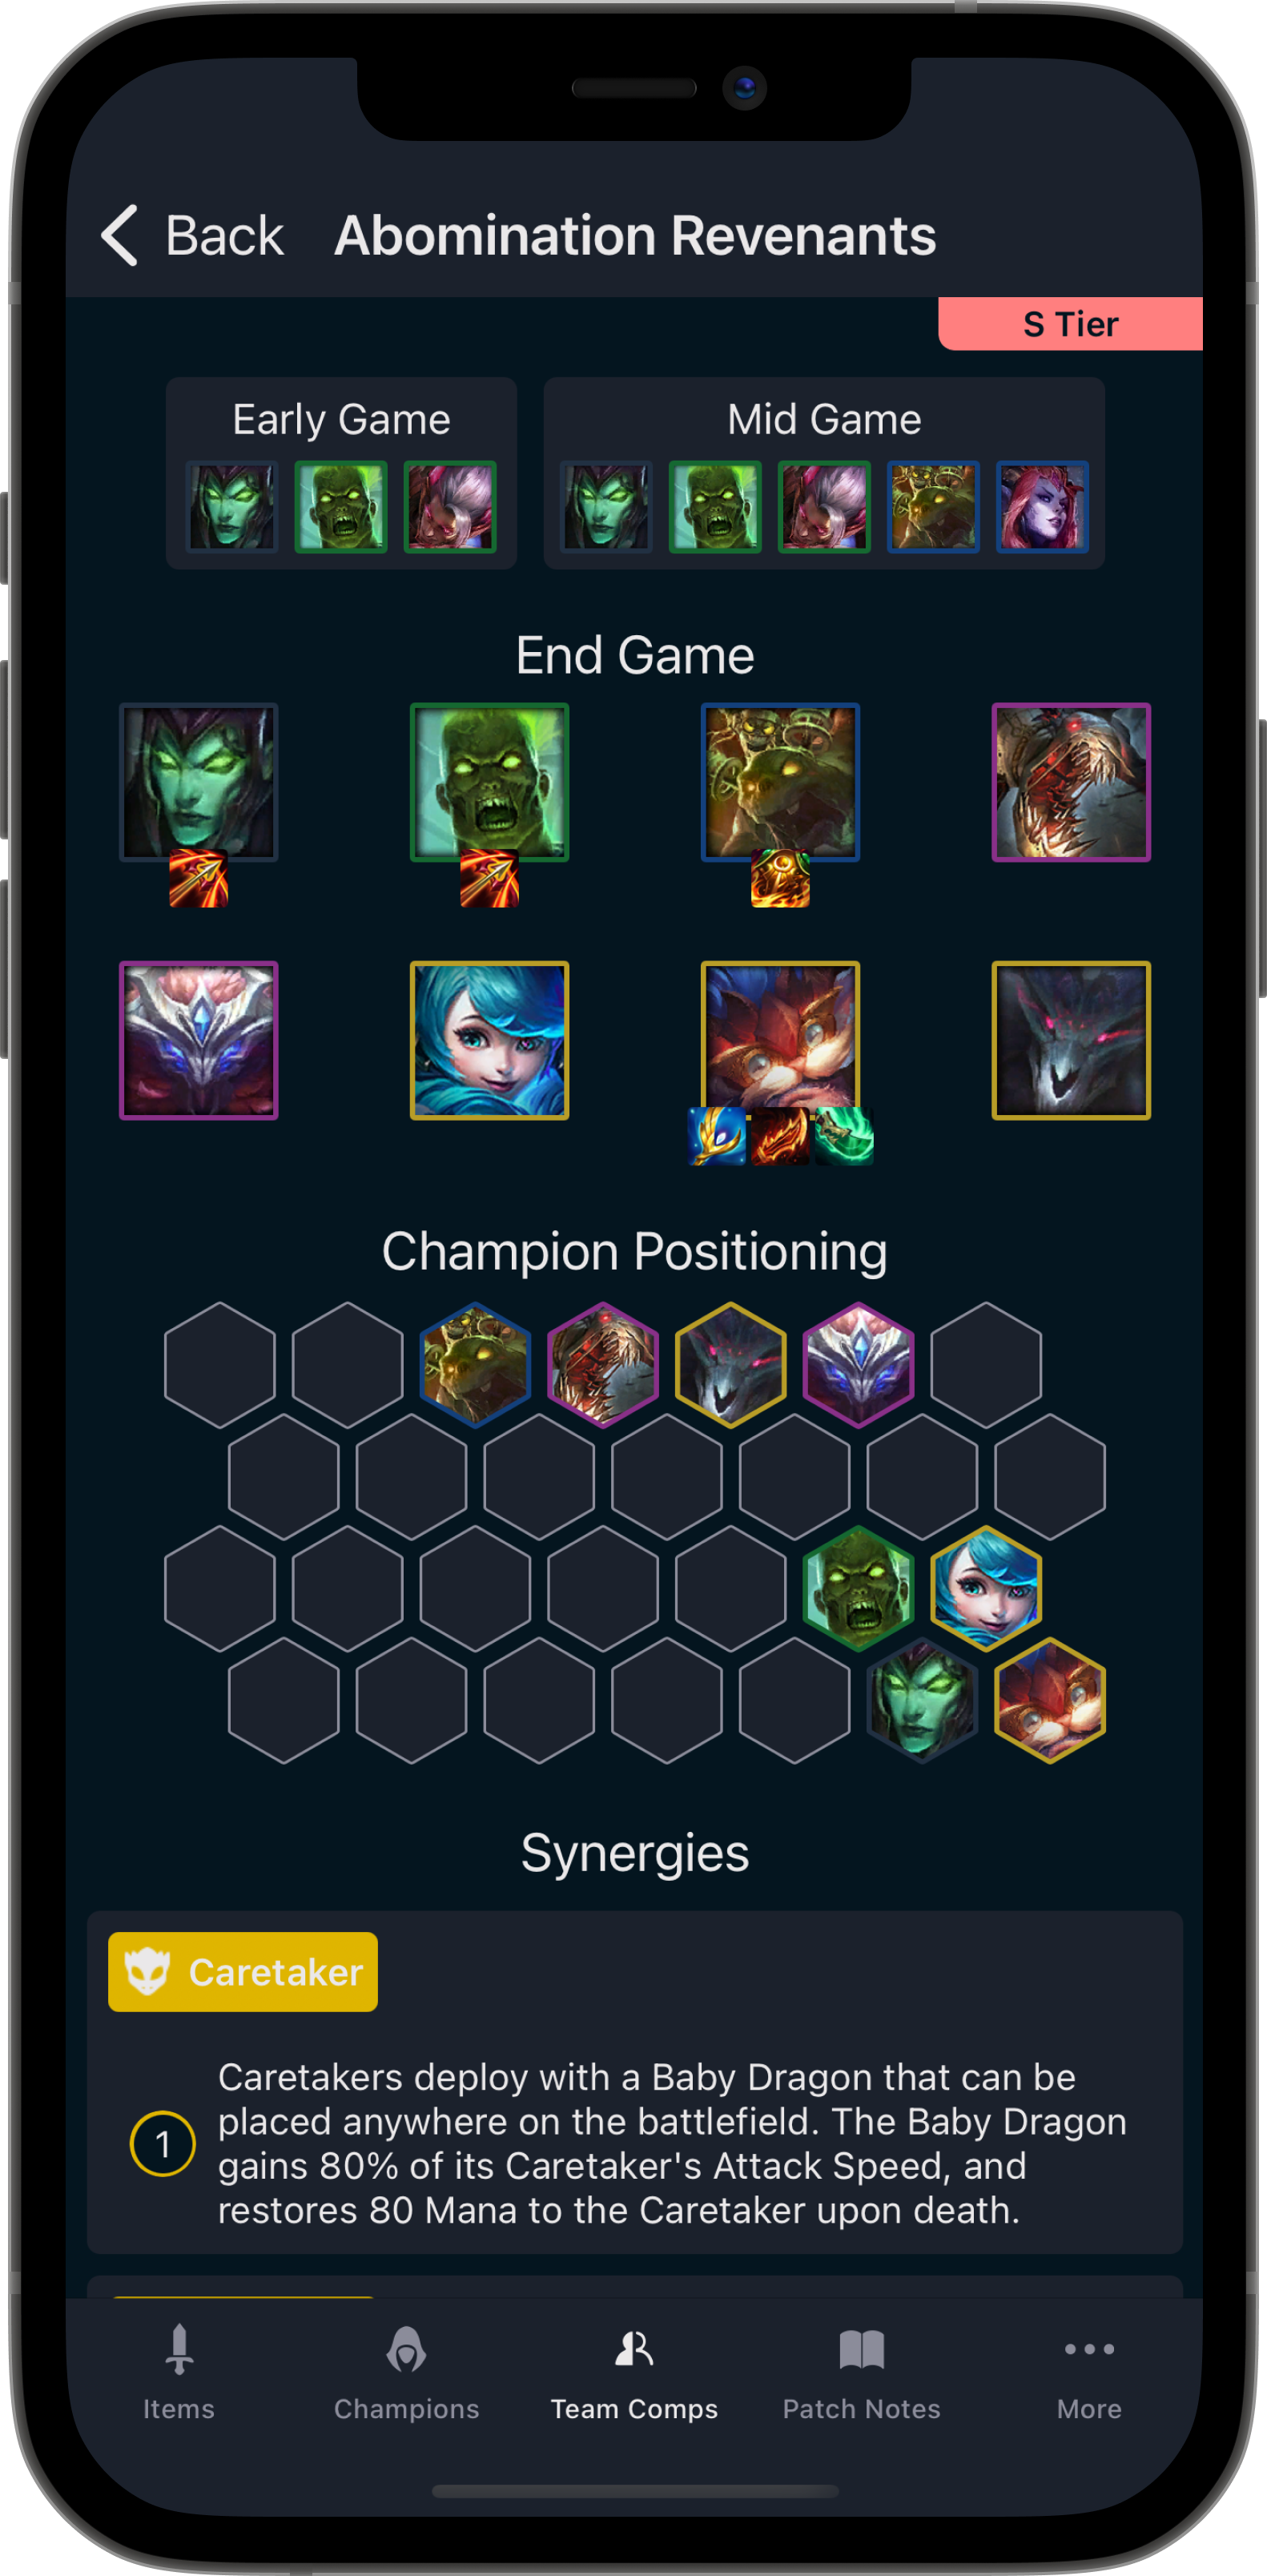 Back Abomination Revenants
S Tier
Early Game
Mid Game
End Game
Champion Positioning
Synergies
Caretaker
1
Caretakers deploy with a Baby Dragon that can be
placed anywhere on the battlefield. The Baby Dragon
gains 80% of its Caretaker's Attack Speed, and
restores 80 Mana to the Caretaker upon death.
Items
Champions
Team Comps
Patch Notes
More